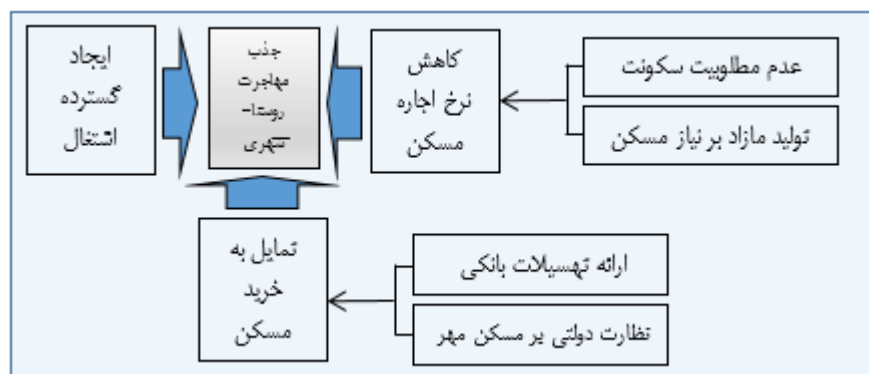 ایجاد
گسترده
اشتغال
جذب
مهاجرت
روستا-
شهری
کاهش
نرخ اجاره
مسکن
عدم مطلوبیت سکونت
تولید مازاد بر نیاز مسکن
تمایل به
خرید
مسکن
ارائه تهسیلات بانکی
نظارت دولتی بر مسکن مهر